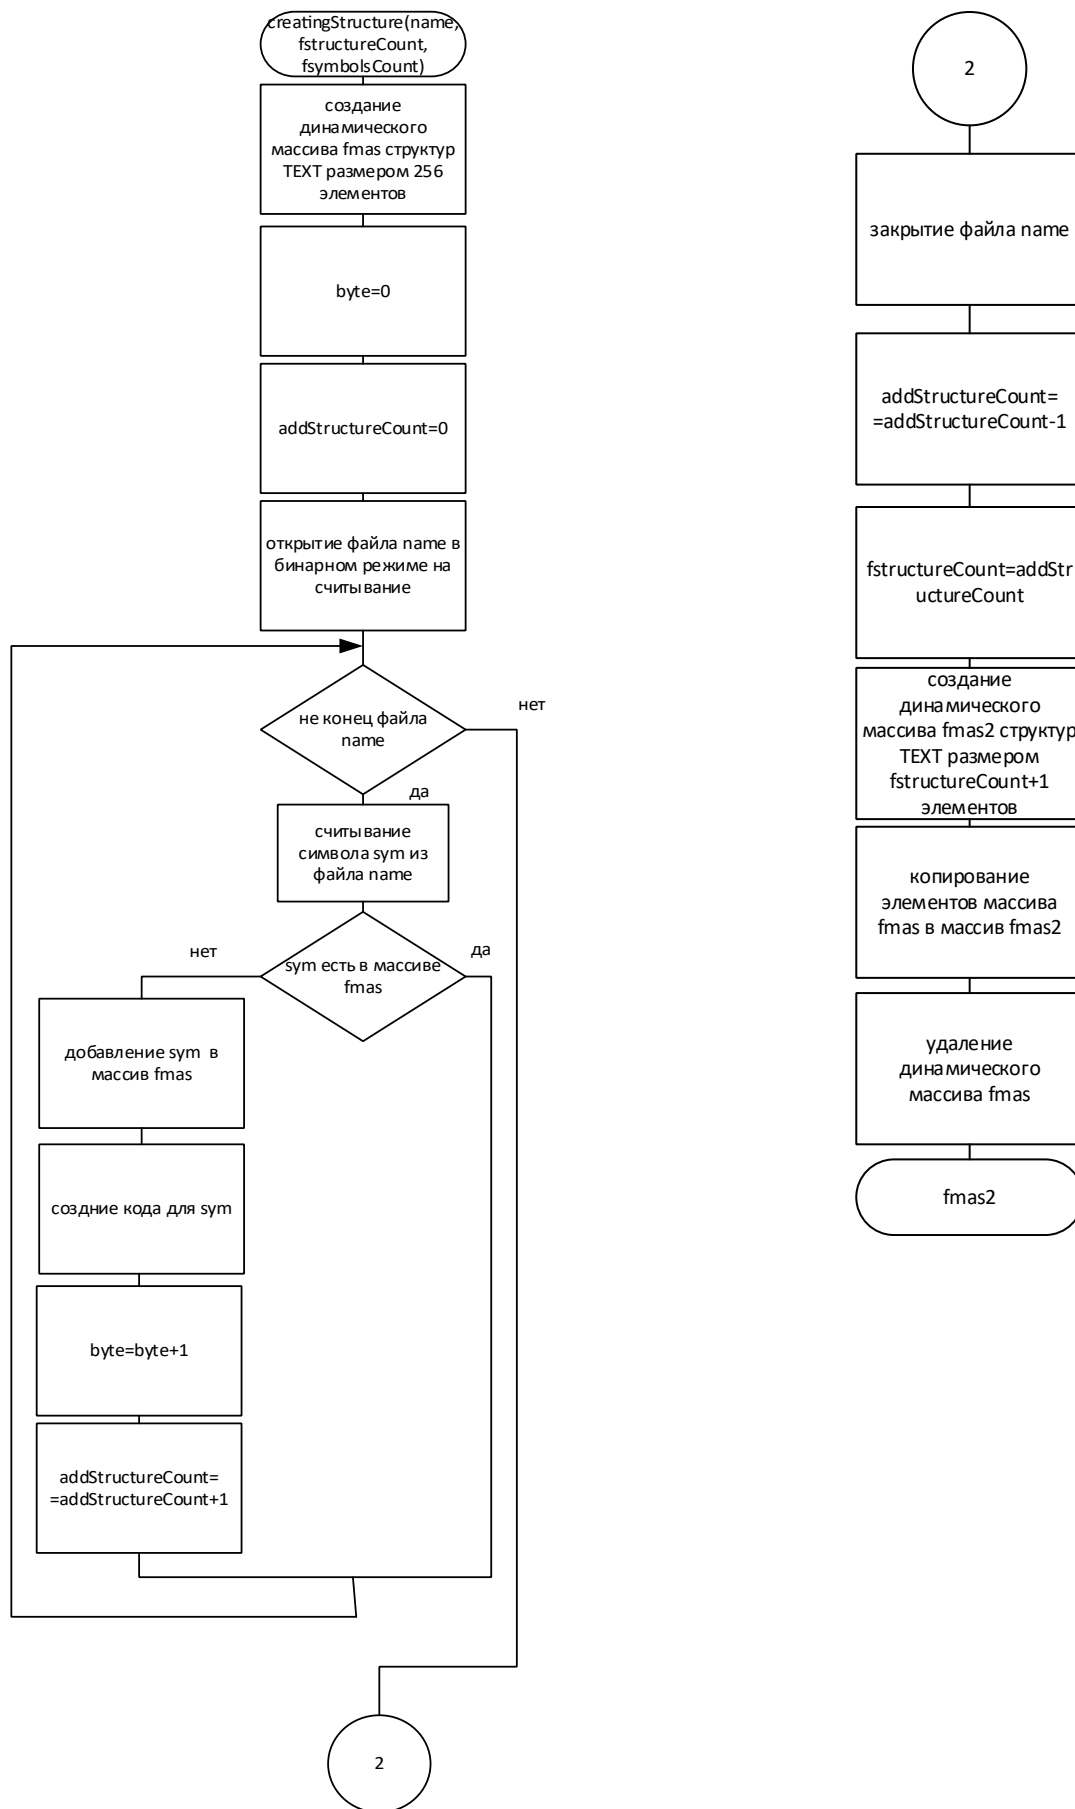 creatingStructure(name,
fstructureCount,
fsymbolsCount)
создание
динамического
массива fmas структур
TEXT размером 256
элементов
byte=0
addStructureCount=0
открытие файла name в
бинарном режиме на
считывание
не конец файла
name
нет
да
считывание
символа sym из
файла name
нет
sym есть в массиве
fmas
да
добавление sym в
массив fmas
создние кода для sym
byte=byte+1
addStructureCount=
=addStructureCount+1
2
2
закрытие файла name
addStructureCount=
=addStructureCount-1
fstructureCount=addStr
uctureCount
создание
динамического
массива fmas2 структур
TEXT размером
fstructureCount+1
элементов
копирование
элементов массива
fmas в массив fmas2
удаление
динамического
массива fmas
fmas2